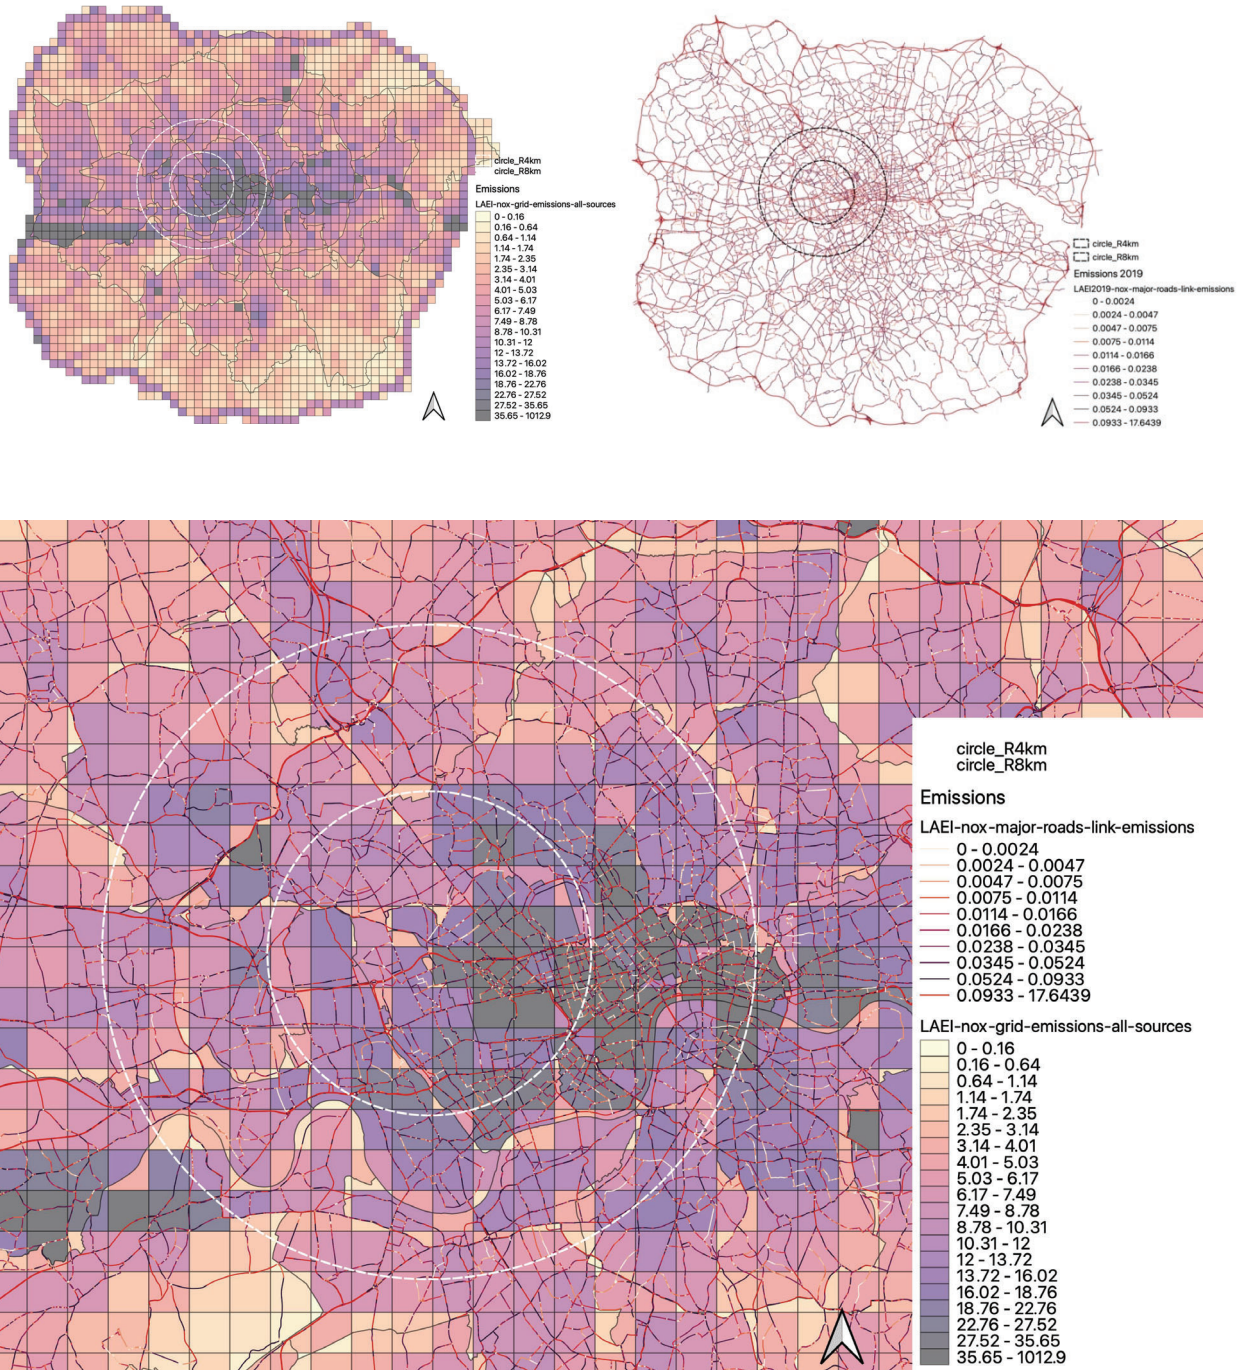 circle_R4km
circle_R8km
Emissions
LAEI-nox-grid-emissions-all-sources
0 - 0.16
0.16 - 0.64
0.64 - 1.14
1.14 - 1.74
1.74 - 2.35
2.35 - 3.14
3.14 - 4.01
4.01 - 5.03
5.03 - 6.17
6.17 - 7.49
7.49 - 8.78
8.78 - 10.31
10.31 - 12
12 - 13.72
13.72 - 16.02
16.02 - 18.76
18.76 - 22.76
22.76 - 27.52
27.52 - 35.65
35.65 - 1012.9
circle_R4km
circle_R8km
Emissions 2019
LAEI2019-nox-major-roads-link-emissions
0 - 0.0024
0.0024 - 0.0047
0.0047 - 0.0075
0.0075 - 0.0114
0.0114 - 0.0166
0.0166 - 0.0238
0.0238 - 0.0345
0.0345 - 0.0524
0.0524 - 0.0933
0.0933 - 17.6439
circle_R4km
circle_R8km
Emissions
LAEI-nox-major-roads-link-emissions
0 - 0.0024
0.0024 - 0.0047
0.0047 - 0.0075
0.0075 - 0.0114
0.0114 - 0.0166
0.0166 - 0.0238
0.0238 - 0.0345
0.0345 - 0.0524
0.0524 - 0.0933
0.0933 - 17.6439
LAEI-nox-grid-emissions-all-sources
0 - 0.16
0.16 - 0.64
0.64 - 1.14
1.14 - 1.74
1.74 - 2.35
2.35 - 3.14
3.14 - 4.01
4.01 - 5.03
5.03 - 6.17
6.17 - 7.49
7.49 - 8.78
8.78 - 10.31
10.31 - 12
12 - 13.72
13.72 - 16.02
16.02 - 18.76
18.76 - 22.76
22.76 - 27.52
27.52 - 35.65
35.65 - 1012.9